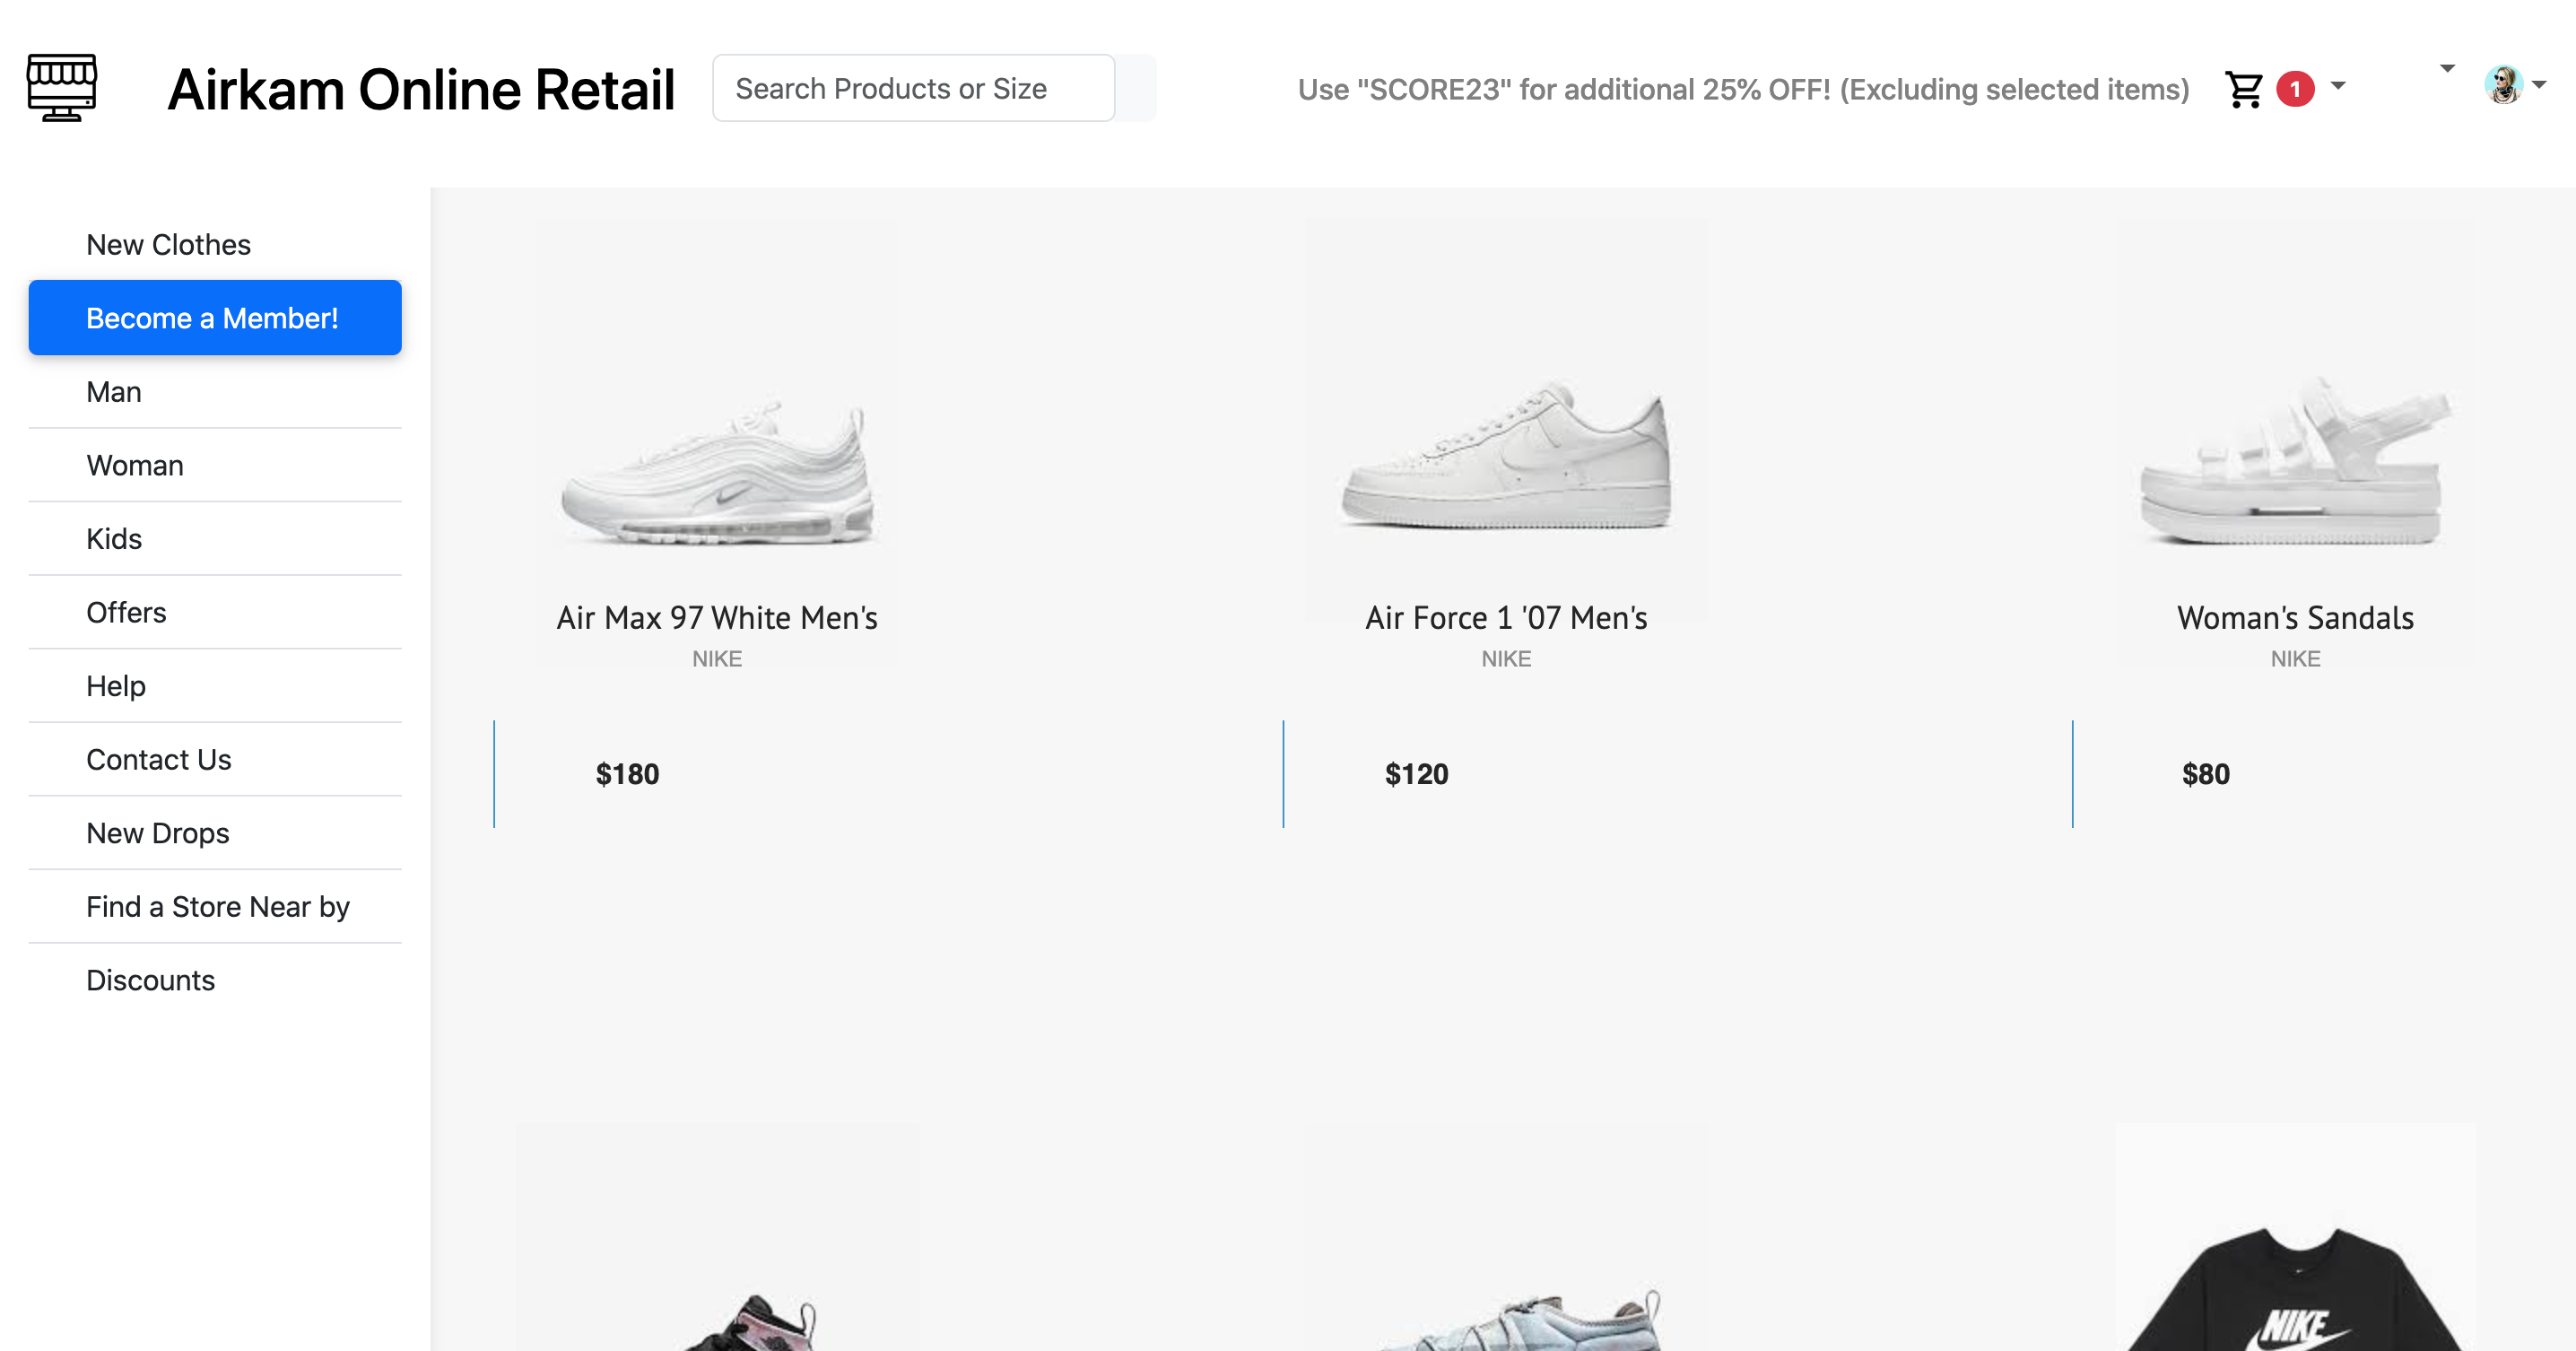 Airkam Online Retail
Search Products or Size
Use "SCORE23" for additional 25% OFF! (Excluding selected items)
1
New Clothes
Become a Member!
Man
Woman
Kids
Offers
Help
Contact Us
New Drops
Find a Store Near by
Discounts
Air Max 97 White Men's
NIKE
$180
Air Force 1 '07 Men's
NIKE
$120
Woman's Sandals
NIKE
$80
NIKE